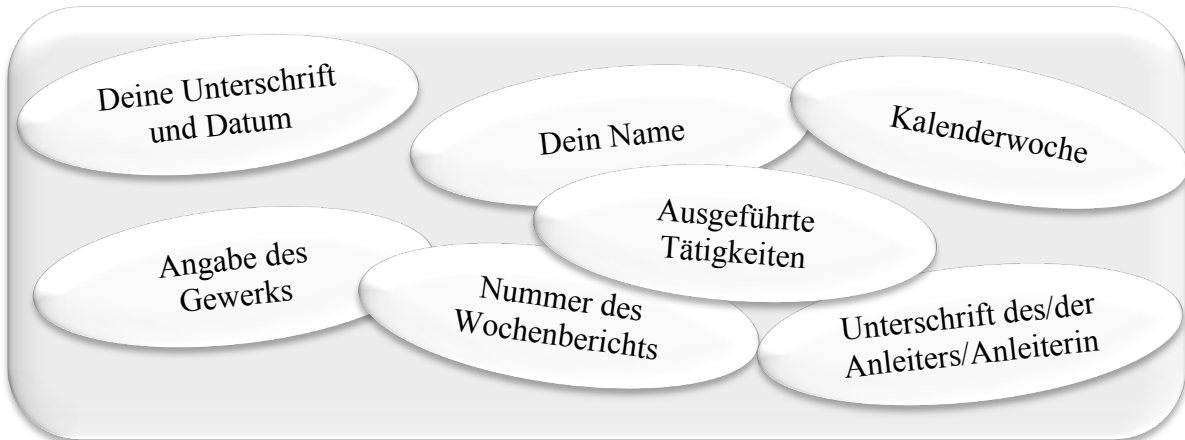 Deine Unterschrift
und Datum
Dein Name
Kalenderwoche
Ausgeführte
Tätigkeiten
Angabe des
Gewerks
Nummer des
Wochenberichts
Unterschrift des/der
Anleiters/Anleiterin